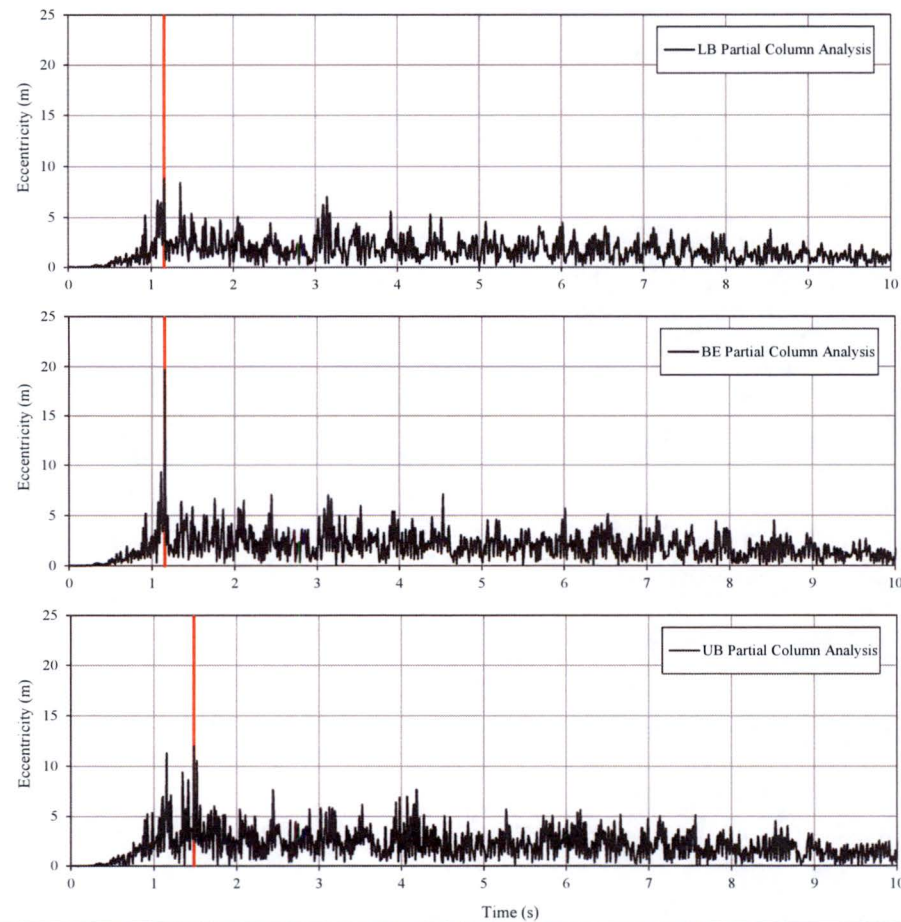 25
20
15
10
5
0
Eccentricity (m)
LB Partial Column Analysis
0 1 2 3 4 5 6 7 8 9 10
25
20
15
10
5
0
Eccentricity (m)
BE Partial Column Analysis
0 1 2 3 4 5 6 7 8 9 10
25
20
15
10
5
0
Eccentricity (m)
UB Partial Column Analysis
0 1 2 3 4 5 6 7 8 9 10
Time (s)